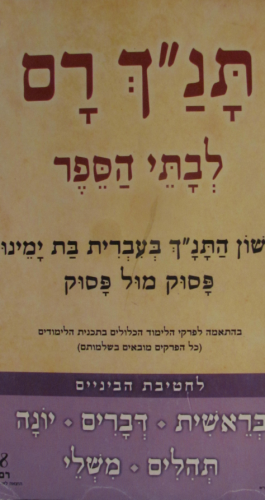 תָּנַ"ךְ רָם
לְבָתֵּי הַסֵּפֶר
שׁוֹן הַתָּנָ"ךְ בְּעִבְרִית בַּת יָמֵינוּ
פָּסוּק מוּל פָּסוּק
בהתאמה לפרקי הלימוד הכלולים בתכנית הלימודים
(כל הפרקים מובאים בשלמותם)
לחטיבת הביניים
בְּרֵאשִׁית • דְּבָרִים • יוֹנָה
תְּהִלִּים • מִשְׁלֵי